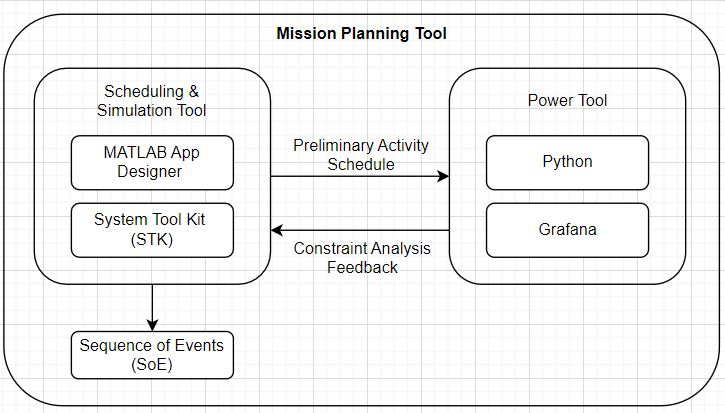 Mission Planning Tool
Scheduling &
Simulation Tool
MATLAB App
Designer
System Tool Kit
(STK)
Preliminary Activity
Schedule
Constraint Analysis
Feedback
Power Tool
Python
Grafana
Sequence of Events
(SoE)